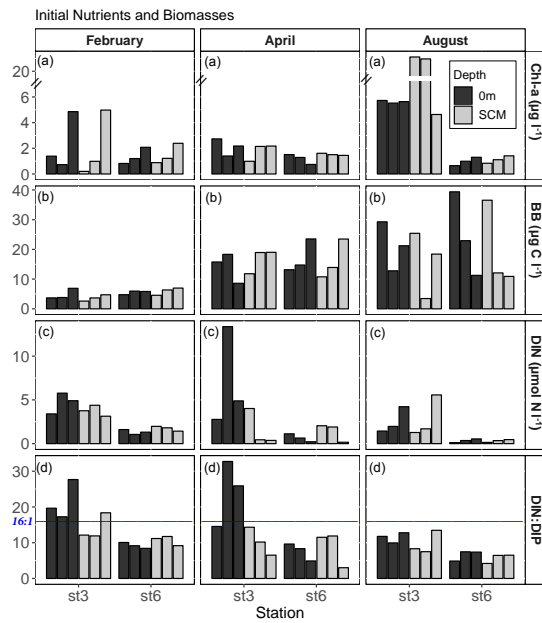 Initial Nutrients and Biomasses
February
April
August
(a)
(a)
(a)
Depth
0m
SCM
20
6
4
2
0
Chl-a (µg l⁻¹)
(b)
(b)
(b)
40
30
20
10
0
BB (µg C l⁻¹)
(c)
(c)
(c)
10
5
0
DIN (µmol N l⁻¹)
(d)
(d)
(d)
30
20
16:1
10
0
DIN:DIP
st3
st6
st3
st6
st3
st6
Station